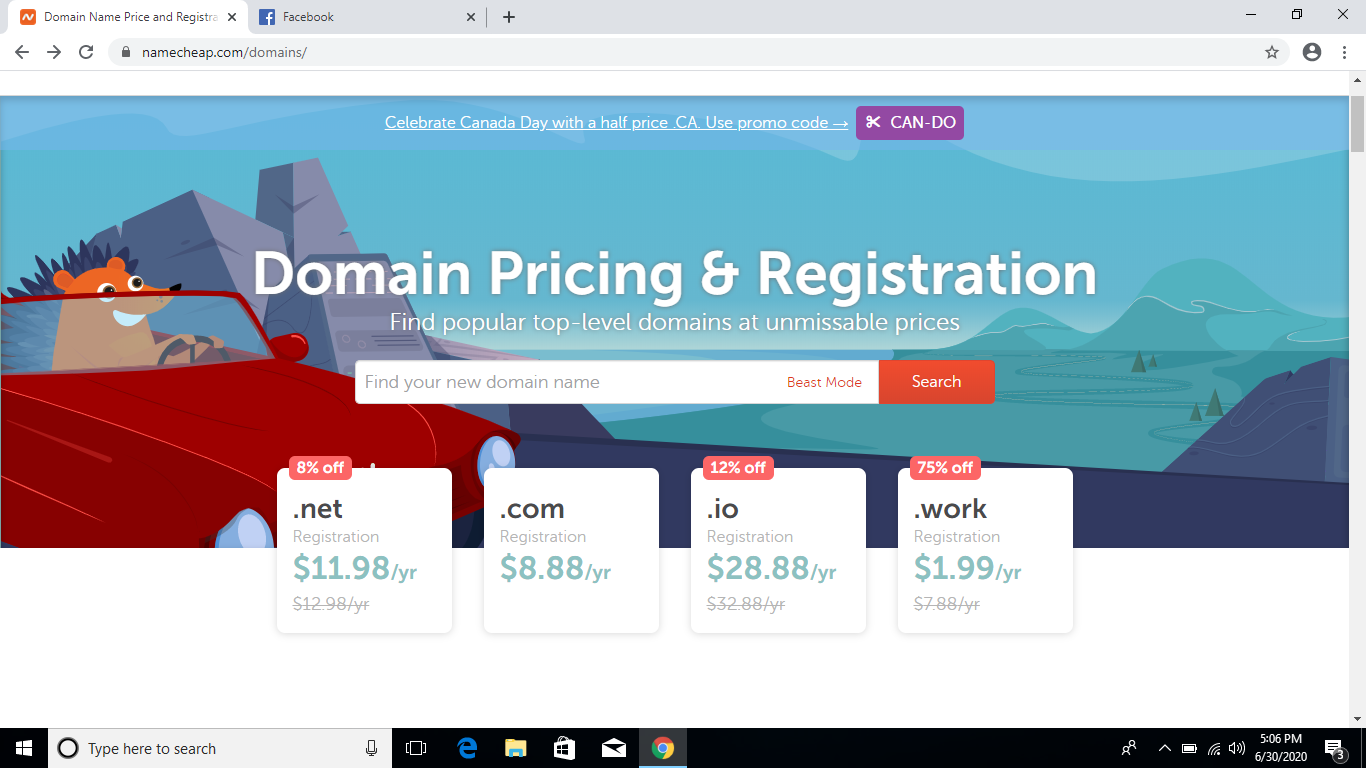 Domain Name Price and Registra
Facebook
namecheap.com/domains/
Celebrate Canada Day with a half price .CA. Use promo code → CAN-DO
Domain Pricing & Registration
Find popular top-level domains at unmissable prices
Find your new domain name Beast Mode Search
8% off
.net
Registration
$11.98/yr
$12.98/yr
.com
Registration
$8.88/yr
12% off
.io
Registration
$28.88/yr
$32.88/yr
75% off
.work
Registration
$1.99/yr
$7.88/yr
Type here to search
5:06 PM
6/30/2020
3